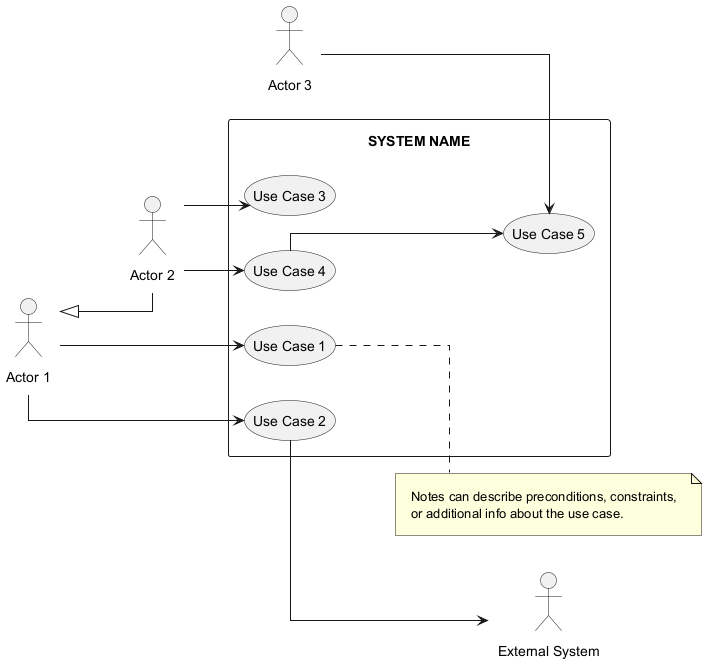 Actor 3
SYSTEM NAME
Use Case 3
Use Case 5
Actor 2
Use Case 4
Use Case 1
Actor 1
Use Case 2
Notes can describe preconditions, constraints,
or additional info about the use case.
External System